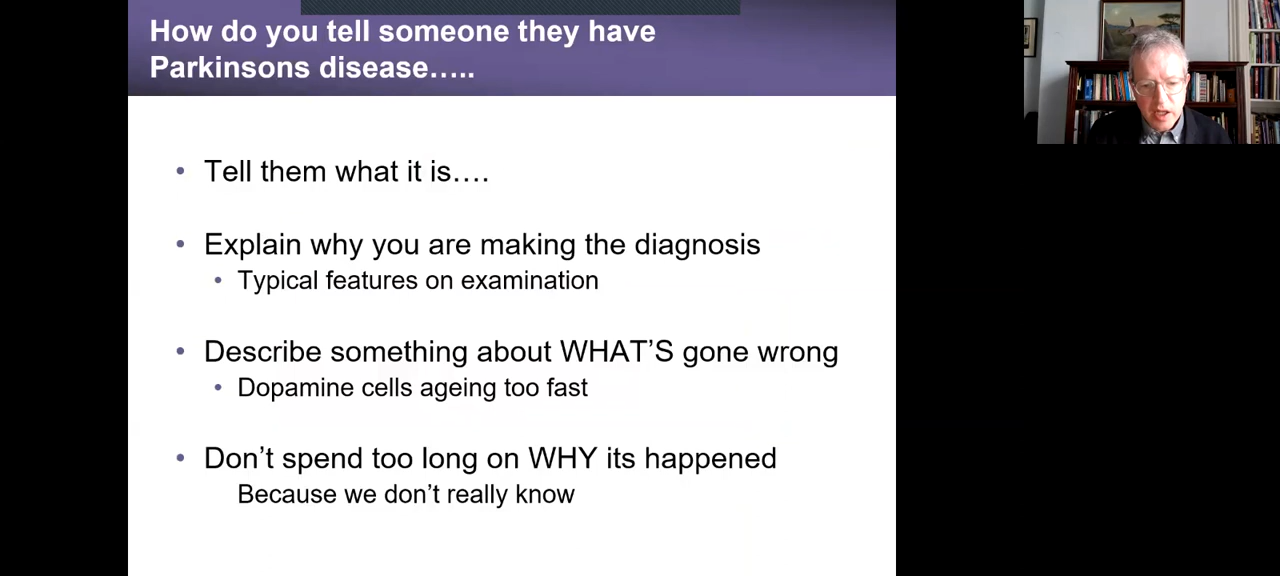 How do you tell someone they have
Parkinsons disease…..
• Tell them what it is….
• Explain why you are making the diagnosis
• Typical features on examination
• Describe something about WHAT’S gone wrong
• Dopamine cells ageing too fast
• Don’t spend too long on WHY its happened
Because we don’t really know